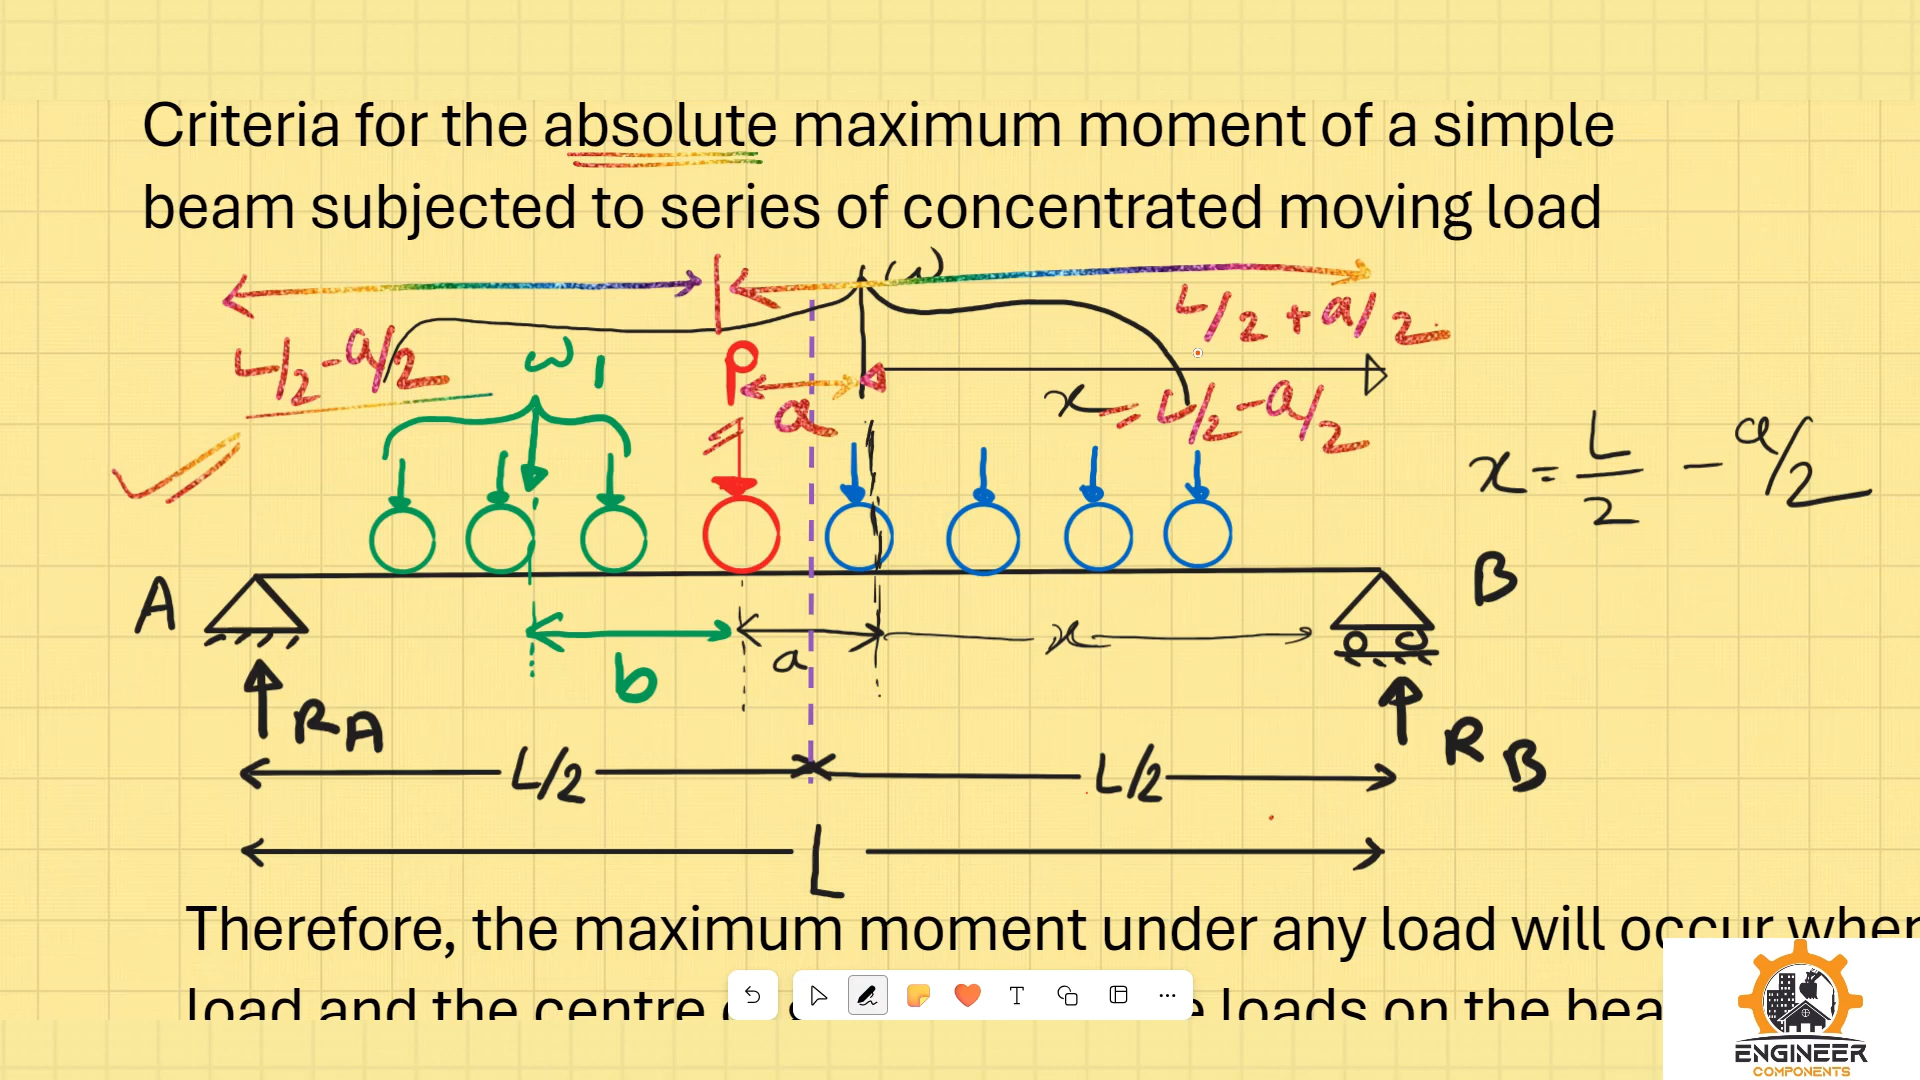 Criteria for the absolute maximum moment of a simple
beam subjected to series of concentrated moving load
L/2 + a/2
L/2 - a/2
ω1
P
a
x = L/2 - a/2
x = L/2 - a/2
A
B
b
a
x
RA
RB
L/2
L/2
L
Therefore, the maximum moment under any load will occur when
load and the centre
e loads on the bea
T
ENGINEER
COMPONENTS